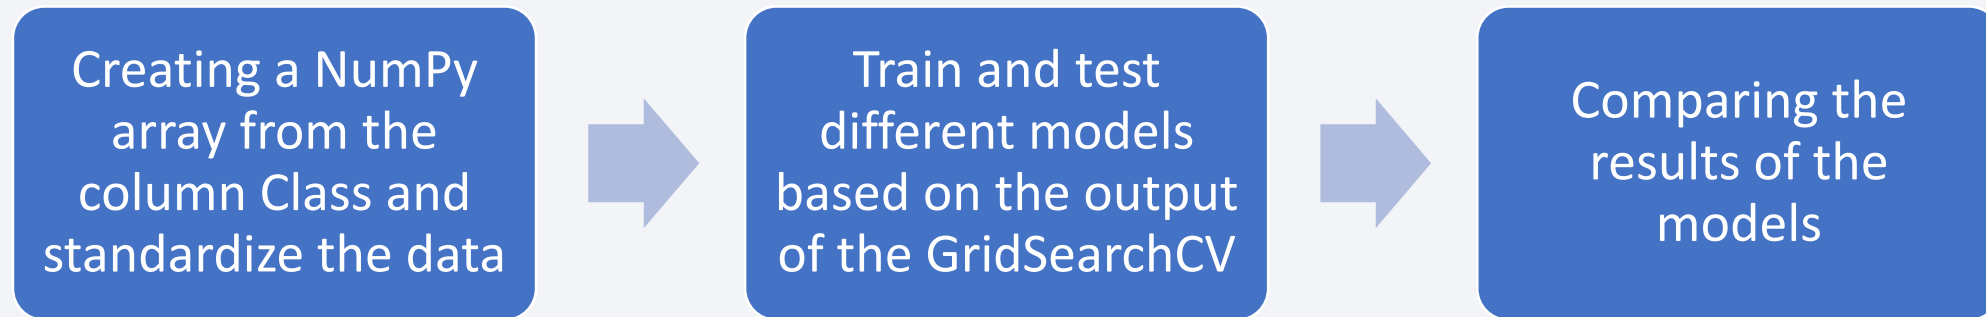 Creating a NumPy
array from the
column Class and
standardize the data
Train and test
different models
based on the output
of the GridSearchCV
Comparing the
results of the
models